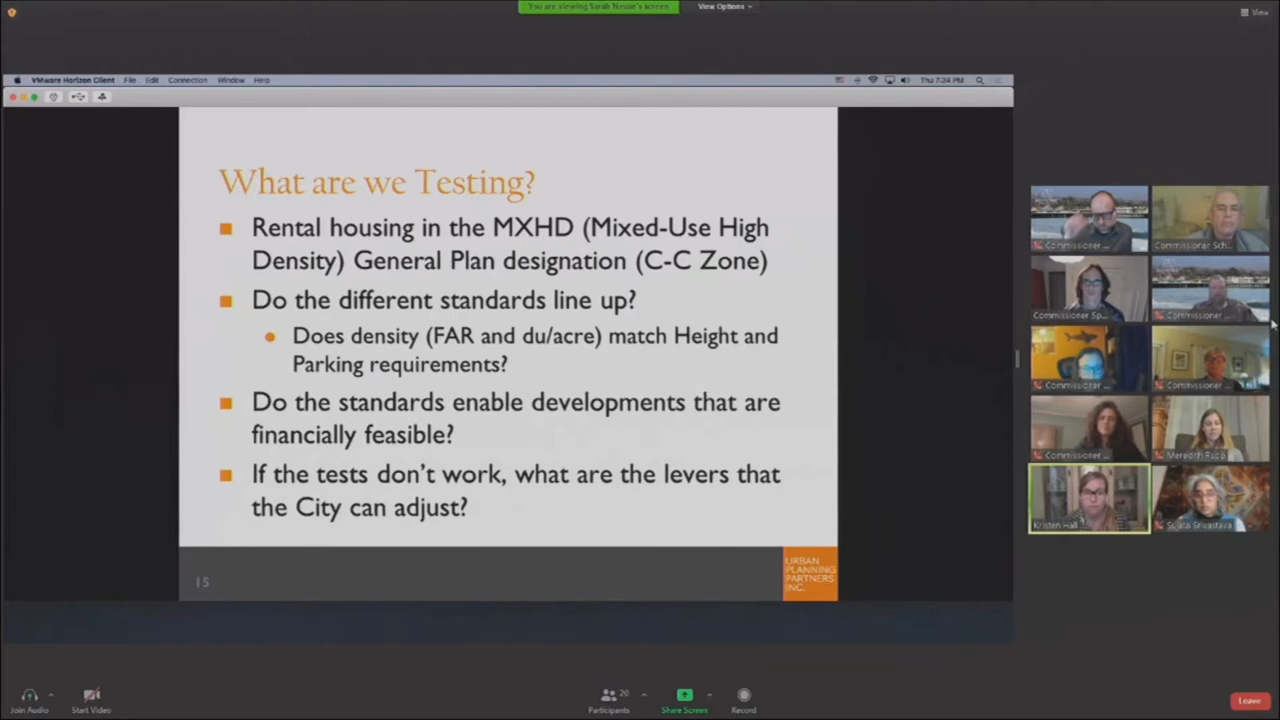 You are viewing Sarah Neuse's screen
View Options
View
VMware Horizon Client File Edit Connection Window Help
Thu 7:34 PM
What are we Testing?
Rental housing in the MXHD (Mixed-Use High
Density) General Plan designation (C-C Zone)
Do the different standards line up?
Does density (FAR and du/acre) match Height and
Parking requirements?
Do the standards enable developments that are
financially feasible?
If the tests don't work, what are the levers that
the City can adjust?
15
URBAN
PLANNING
PARTNERS
INC.
Commissioner ...
Commissioner Sch...
Commissioner Sp...
Commissioner ...
Commissioner ...
Commissioner ...
Commissioner ...
Meredith Rupp
Kristen Hall
Sujata Srivastava
Join Audio
Start Video
20
Participants
Share Screen
Record
Leave